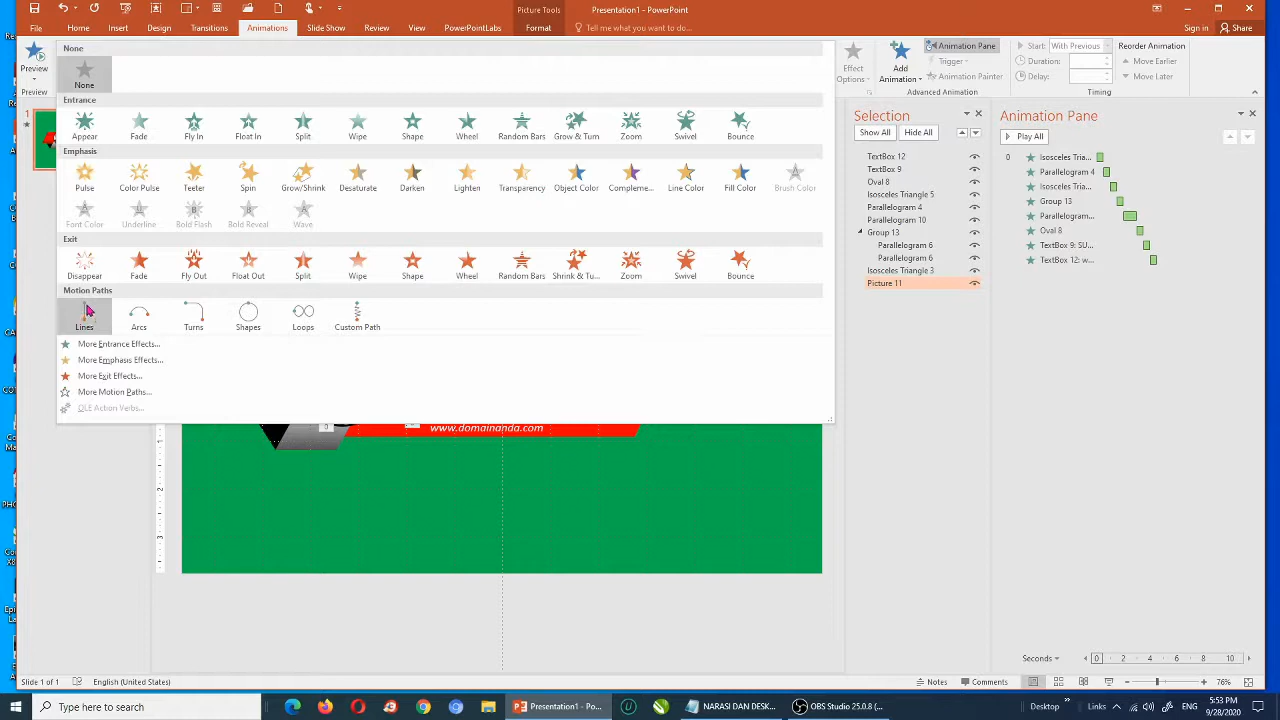 Picture Tools
Presentation1 - PowerPoint
File
Home
Insert
Design
Transitions
Animations
Slide Show
Review
View
PowerPointLabs
Format
Tell me what you want to do...
Sign in
Share
Preview
Preview
None
None
Entrance
Appear
Fade
Fly In
Float In
Split
Wipe
Shape
Wheel
Random Bars
Grow & Turn
Zoom
Swivel
Bounce
Emphasis
Pulse
Color Pulse
Teeter
Spin
Grow/Shrink
Desaturate
Darken
Lighten
Transparency
Object Color
Compleme...
Line Color
Fill Color
Brush Color
Font Color
Underline
Bold Flash
Bold Reveal
Wave
Exit
Disappear
Fade
Fly Out
Float Out
Split
Wipe
Shape
Wheel
Random Bars
Shrink & Tu...
Zoom
Swivel
Bounce
Motion Paths
Lines
Arcs
Turns
Shapes
Loops
Custom Path
More Entrance Effects...
More Emphasis Effects...
More Exit Effects...
More Motion Paths...
OLE Action Verbs...
Effect
Options
Add
Animation
Animation Pane
Trigger
Animation Painter
Advanced Animation
Start: With Previous
Duration:
Delay:
Reorder Animation
Move Earlier
Move Later
Timing
1
Selection
Show All
Hide All
TextBox 12
TextBox 9
Oval 8
Isosceles Triangle 5
Parallelogram 4
Parallelogram 10
Group 13
Parallelogram 6
Parallelogram 6
Isosceles Triangle 3
Picture 11
Animation Pane
Play All
0 Isosceles Tria...
Parallelogram 4
Isosceles Tria...
Group 13
Parallelogram...
Oval 8
TextBox 9: SU...
TextBox 12: w...
0
www.domainanda.com
2
3
Seconds
0 2 4 6 8 10
Slide 1 of 1
English (United States)
Notes
Comments
76%
Type here to search
Presentation1 - Po...
NARASI DAN DESK...
OBS Studio 25.0.8 (...
Desktop
Links
5:53 PM
9/28/2020